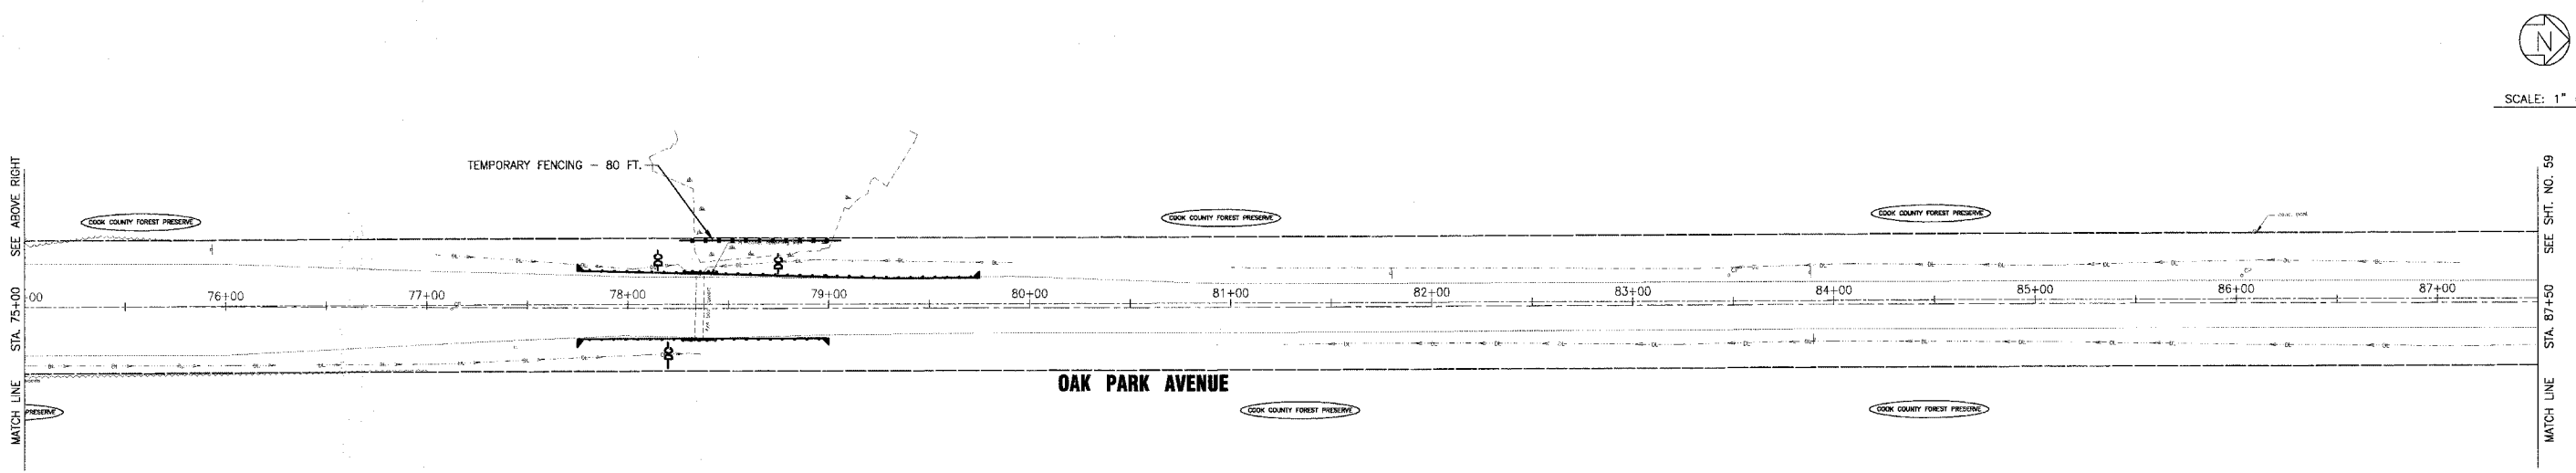 N
SCALE: 1"
MATCH LINE STA. 75+00 SEE ABOVE RIGHT
TEMPORARY FENCING - 80 FT.
COOK COUNTY FOREST PRESERVE
COOK COUNTY FOREST PRESERVE
COOK COUNTY FOREST PRESERVE
+00 76+00 77+00 78+00 79+00 80+00 81+00 82+00 83+00 84+00 85+00 86+00 87+00
OAK PARK AVENUE
PRESERVE
COOK COUNTY FOREST PRESERVE
COOK COUNTY FOREST PRESERVE
MATCH LINE STA. 87+50 SEE SHT. NO. 59